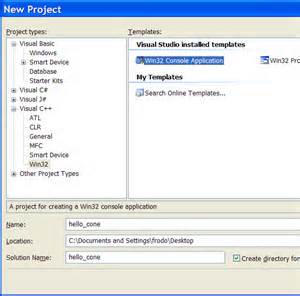 New Project
Project types:
Templates:
Visual Basic
Windows
Smart Device
Database
Starter Kits
Visual C#
Visual J#
Visual C++
ATL
CLR
General
MFC
Smart Device
Win32
Other Project Types
Visual Studio installed templates
Win32 Console Application
Win32 Pro
My Templates
Search Online Templates...
A project for creating a Win32 console application
Name:
hello_cone
Location:
C:\Documents and Settings\frodo\Desktop
Solution Name:
hello_cone
Create directory for